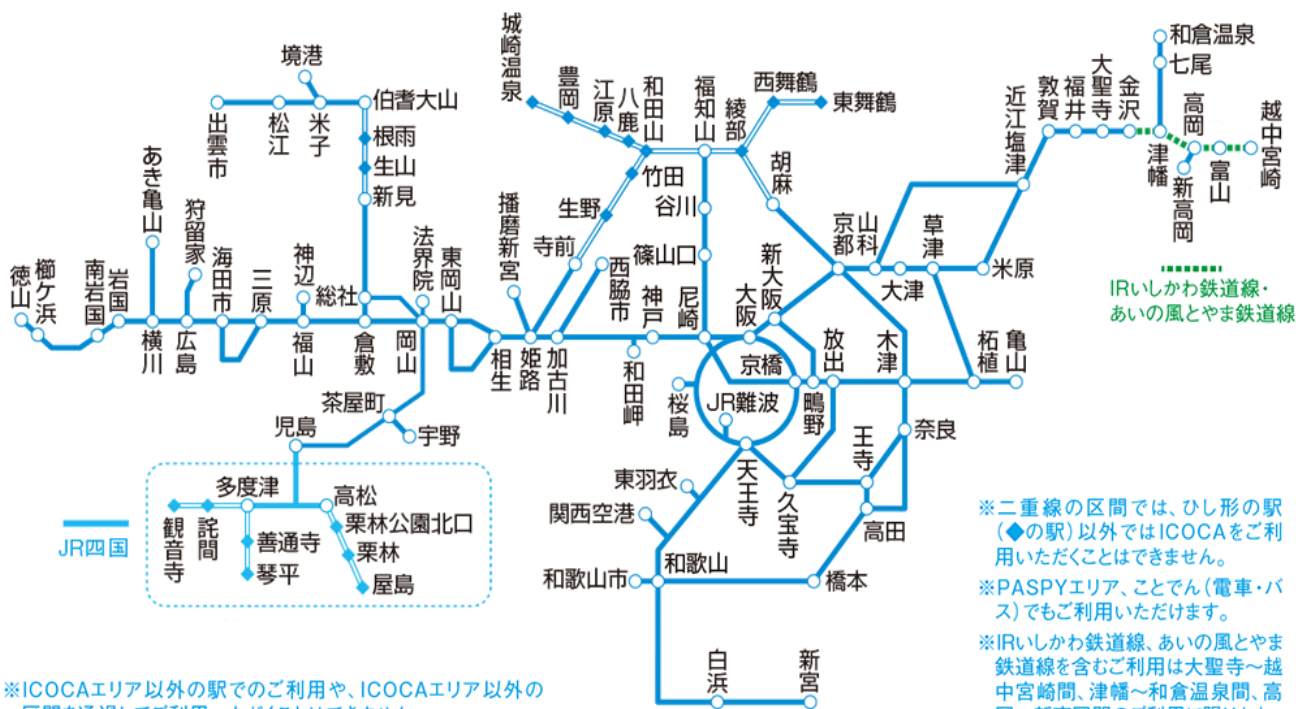 和倉温泉
七尾
大聖寺
金沢
福井
敦賀
近江塩津
津幡
高岡
新高岡
富山
越中宮崎
IRいしかわ鉄道線・
あいの風とやま鉄道線
城崎温泉
豊岡
江原
八鹿
和田山
福知山
綾部
西舞鶴
東舞鶴
胡麻
竹田
生野
寺前
谷川
篠山口
境港
伯耆大山
出雲市
松江
米子
根雨
生山
新見
あき亀山
狩留家
海田市
三原
神辺
総社
法界院
東岡山
播磨新宮
西脇市
神戸
尼崎
大阪
新大阪
京都
山科
大津
草津
米原
徳山
櫛ケ浜
南岩国
岩国
横川
広島
福山
倉敷
岡山
相生
姫路
加古川
和田岬
桜島
京橋
JR難波
鴫野
放出
木津
柘植
亀山
茶屋町
宇野
児島
奈良
王寺
高田
久宝寺
天王寺
東羽衣
関西空港
和歌山
和歌山市
橋本
白浜
新宮
JR四国
多度津
高松
観音寺
詫間
善通寺
琴平
栗林公園北口
栗林
屋島
※二重線の区間では、ひし形の駅
(◆の駅)以外ではICOCAをご利
用いただくことはできません。
※PASPYエリア、ことでん(電車・バ
ス)でもご利用いただけます。
※IRいしかわ鉄道線、あいの風とやま
鉄道線を含むご利用は大聖寺〜越
中宮崎間、津幡〜和倉温泉間、高
※ICOCAエリア以外の駅でのご利用や、ICOCAエリア以外の